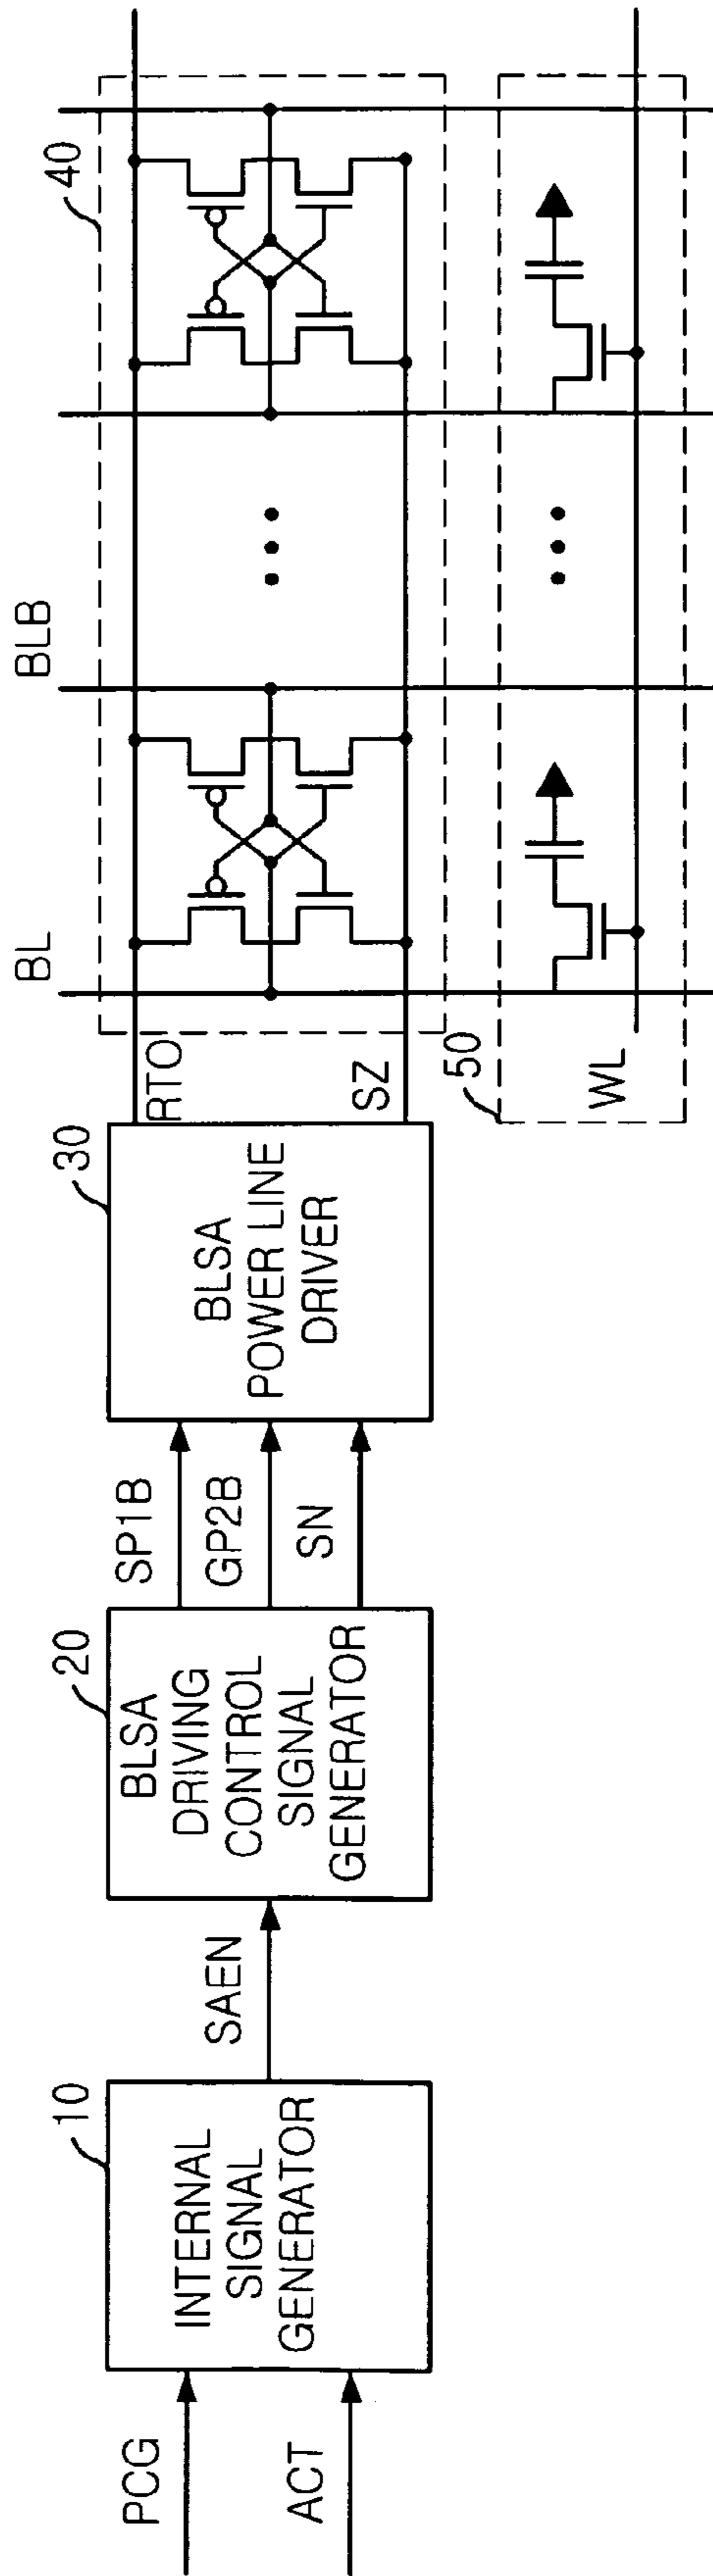 PCG
ACT
10
INTERNAL
SIGNAL
GENERATOR
SAEN
20
BLSA
DRIVING
CONTROL
SIGNAL
GENERATOR
SP1B
GP2B
SN
30
BLSA
POWER LINE
DRIVER
RTO
SZ
BL
BLB
40
50
WL